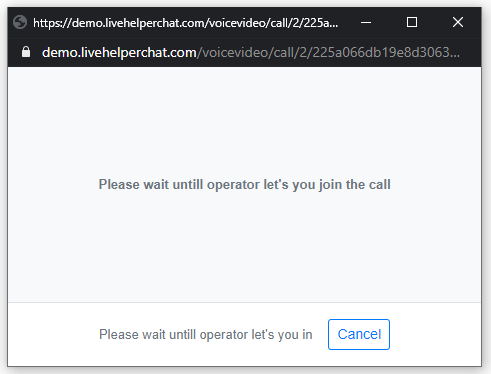 https://demo.livehelperchat.com/voicevideo/call/2/225a...
demo.livehelperchat.com/voicevideo/call/2/225a066db19e8d3063...
Please wait untill operator let's you join the call
Please wait untill operator let's you in
Cancel